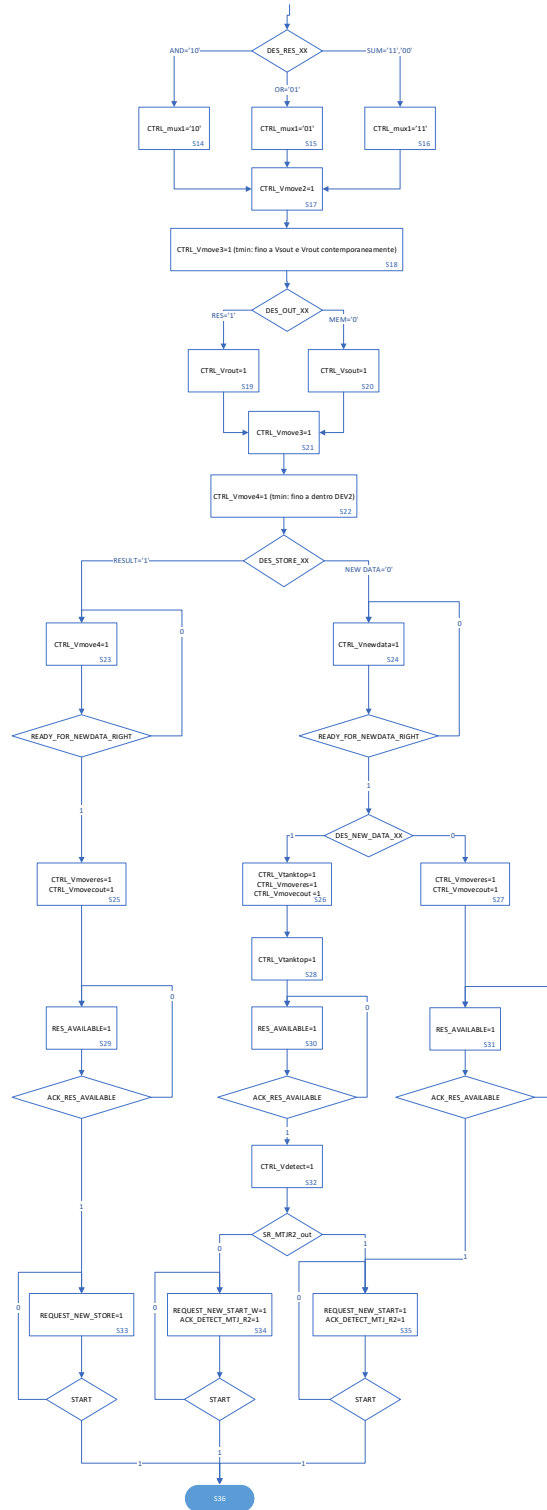 DES_RES_XX
AND='10'
SUM='11','00'
OR='01'
CTRL_mux1='10'
S14
CTRL_mux1='01'
S15
CTRL_mux1='11'
S16
CTRL_Vmove2=1
S17
CTRL_Vmove3=1 (tmin: fino a Vsout e Vrout contemporaneamente)
S18
DES_OUT_XX
RES='1'
MEM='0'
CTRL_Vrout=1
S19
CTRL_Vsout=1
S20
CTRL_Vmove3=1
S21
CTRL_Vmove4=1 (tmin: fino a dentro DEV2)
S22
DES_STORE_XX
RESULT='1'
NEW DATA='0'
0
0
CTRL_Vmove4=1
S23
CTRL_Vnewdata=1
S24
READY_FOR_NEWDATA_RIGHT
READY_FOR_NEWDATA_RIGHT
1
1
DES_NEW_DATA_XX
1
0
CTRL_Vmoveres=1
CTRL_Vmovecout=1
S25
CTRL_Vtanktop=1
CTRL_Vmoveres=1
CTRL_Vmovecout =1
S26
CTRL_Vmoveres=1
CTRL_Vmovecout=1
S27
CTRL_Vtanktop=1
S28
0
0
RES_AVAILABLE=1
S29
RES_AVAILABLE=1
S30
RES_AVAILABLE=1
S31
ACK_RES_AVAILABLE
ACK_RES_AVAILABLE
ACK_RES_AVAILABLE
1
CTRL_Vdetect=1
S32
1
SR_MTJR2_out
0
1
1
0
0
0
REQUEST_NEW_STORE=1
S33
REQUEST_NEW_START_W=1
ACK_DETECT_MTJ_R2=1
S34
REQUEST_NEW_START=1
ACK_DETECT_MTJ_R2=1
S35
START
START
START
1
1
1
S36